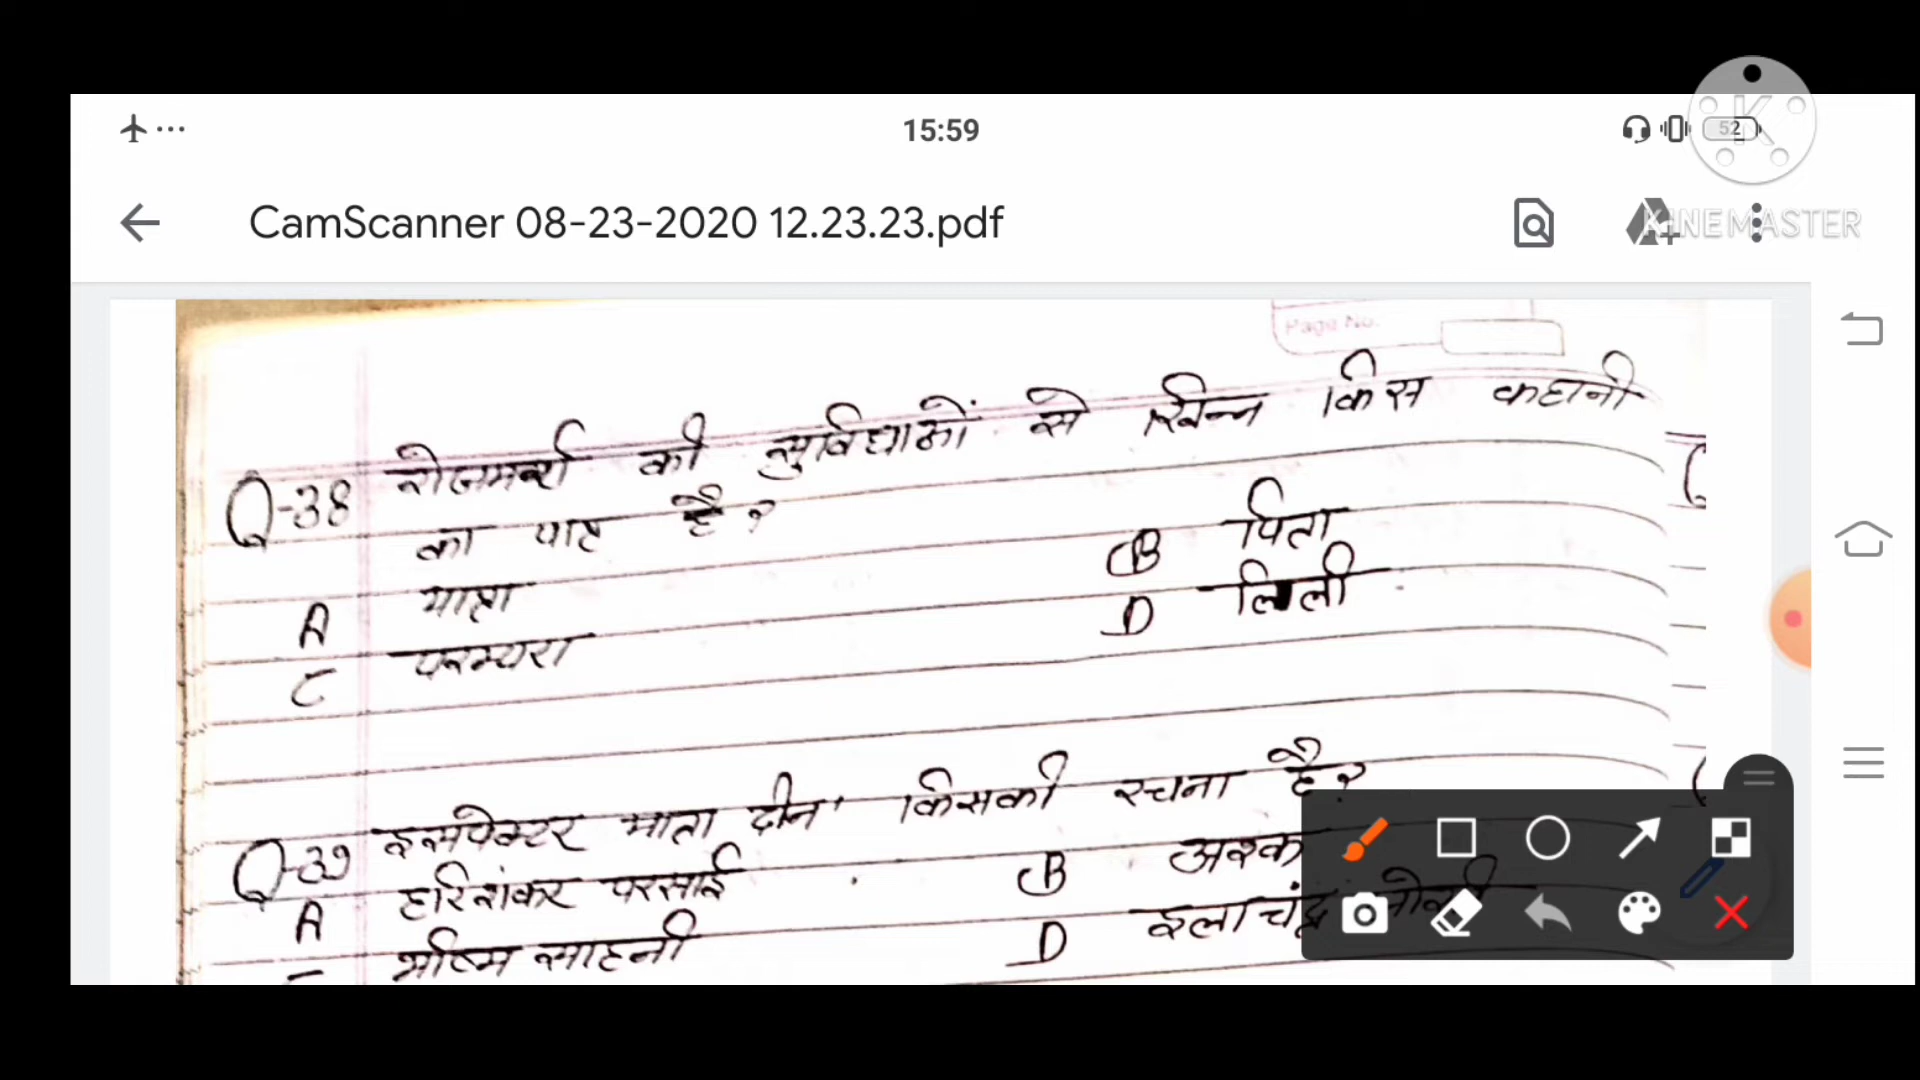 15:59
52
KINEMASTER
CamScanner 08-23-2020 12.23.23.pdf
Page No.
Q-38 रोजमर्रा की सुविधाओं से खिन्न किस कहानी
का पात्र है?
A यात्रा
B पिता
C परम्परा
D लिली
Q-39 इंस्पेक्टर माता दीन' किसकी रचना है?
A हरिशंकर परसाई
B अश्क
भीष्म साहनी
D इलाचंद्र